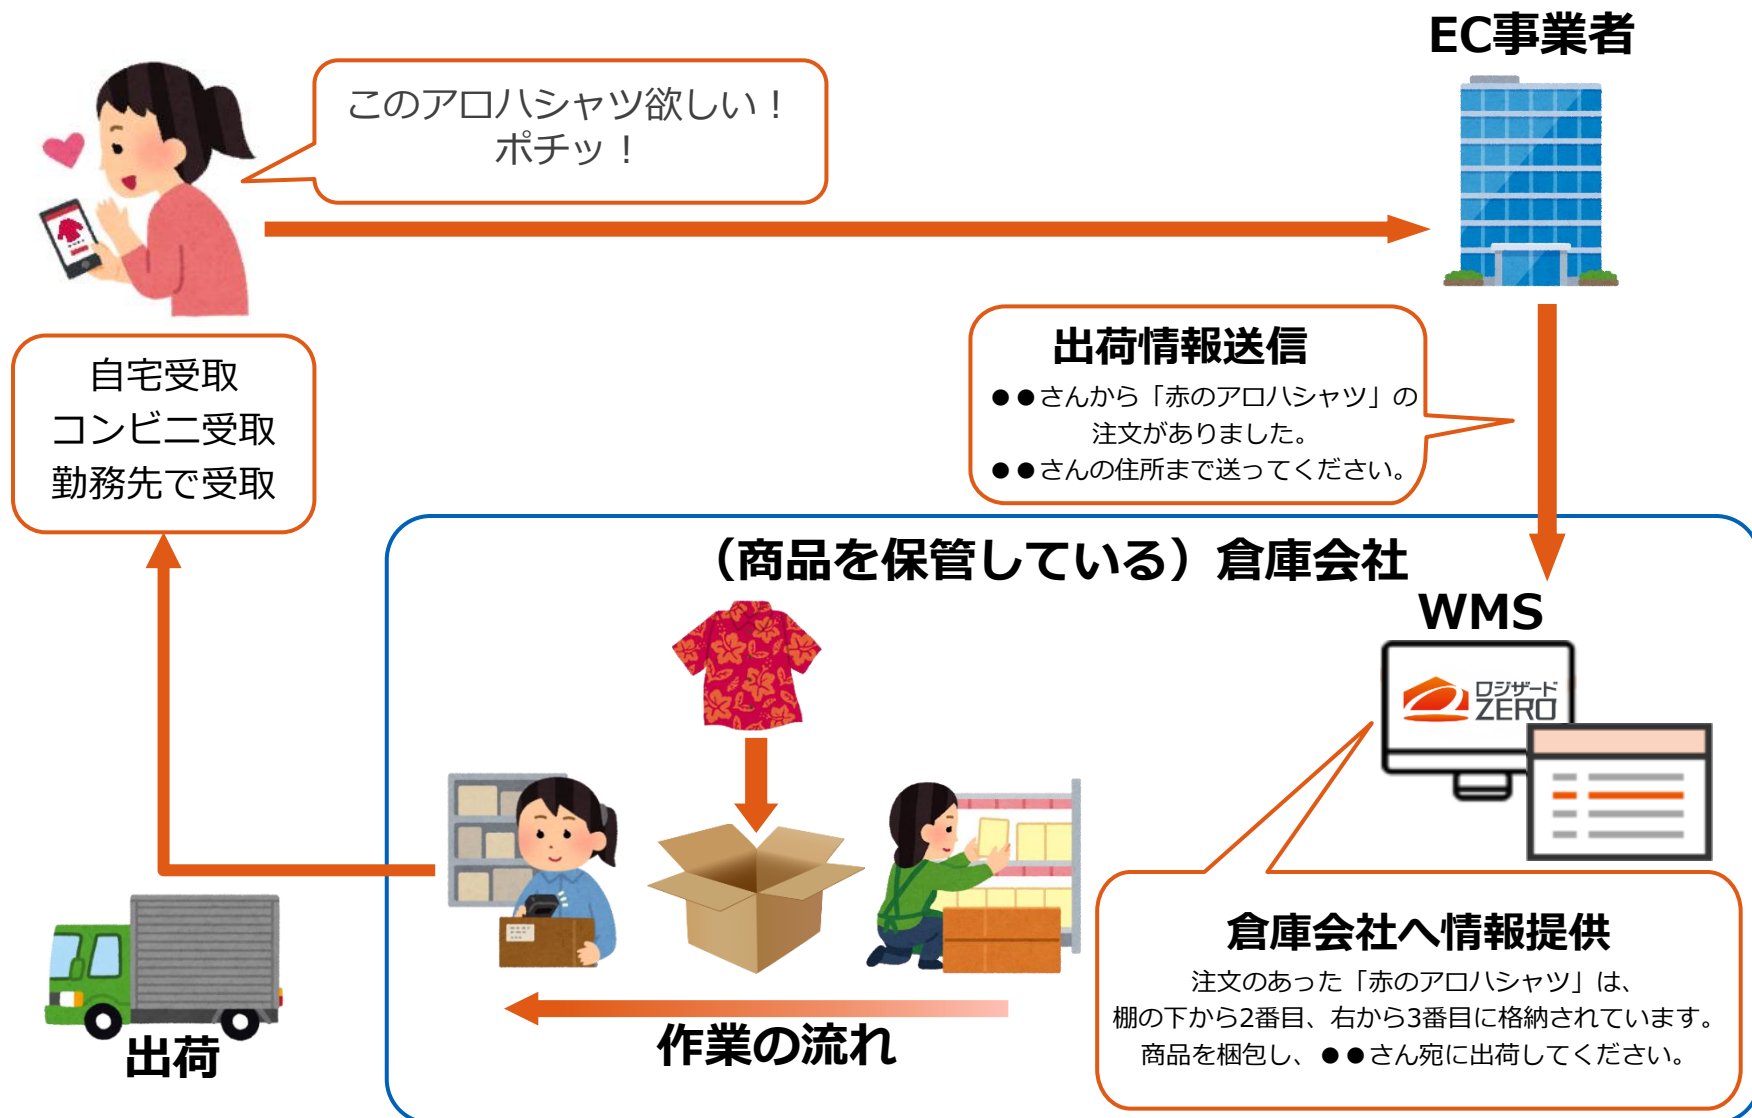 EC事業者
このアロハシャツ欲しい！
ポチッ！
出荷情報送信
●●さんから「赤のアロハシャツ」の
注文がありました。
●●さんの住所まで送ってください。
自宅受取
コンビニ受取
勤務先で受取
（商品を保管している）倉庫会社
WMS
ロジザード
ZERO
倉庫会社へ情報提供
注文のあった「赤のアロハシャツ」は、
棚の下から2番目、右から3番目に格納されています。
商品を梱包し、●●さん宛に出荷してください。
作業の流れ
出荷